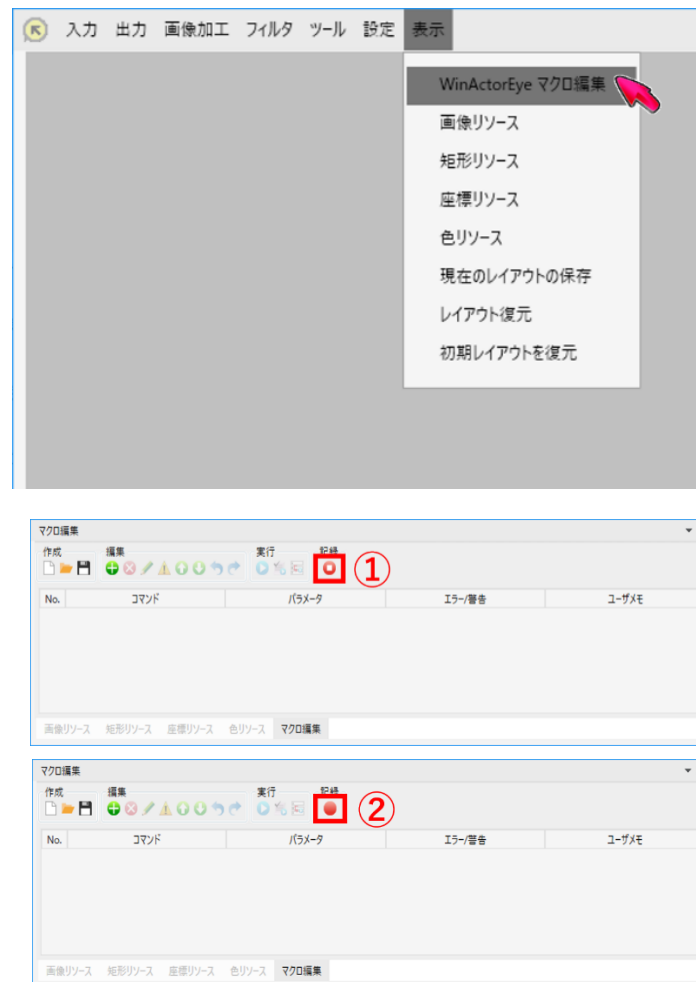 入力 出力 画像加工 フィルタ ツール 設定 表示
WinActorEye マクロ編集
画像リソース
矩形リソース
座標リソース
色リソース
現在のレイアウトの保存
レイアウト復元
初期レイアウトを復元
マクロ編集
作成 編集 実行 記録
①
No. コマンド パラメータ エラー/警告 ユーザメモ
画像リソース 矩形リソース 座標リソース 色リソース マクロ編集
マクロ編集
作成 編集 実行 記録
②
No. コマンド パラメータ エラー/警告 ユーザメモ
画像リソース 矩形リソース 座標リソース 色リソース マクロ編集